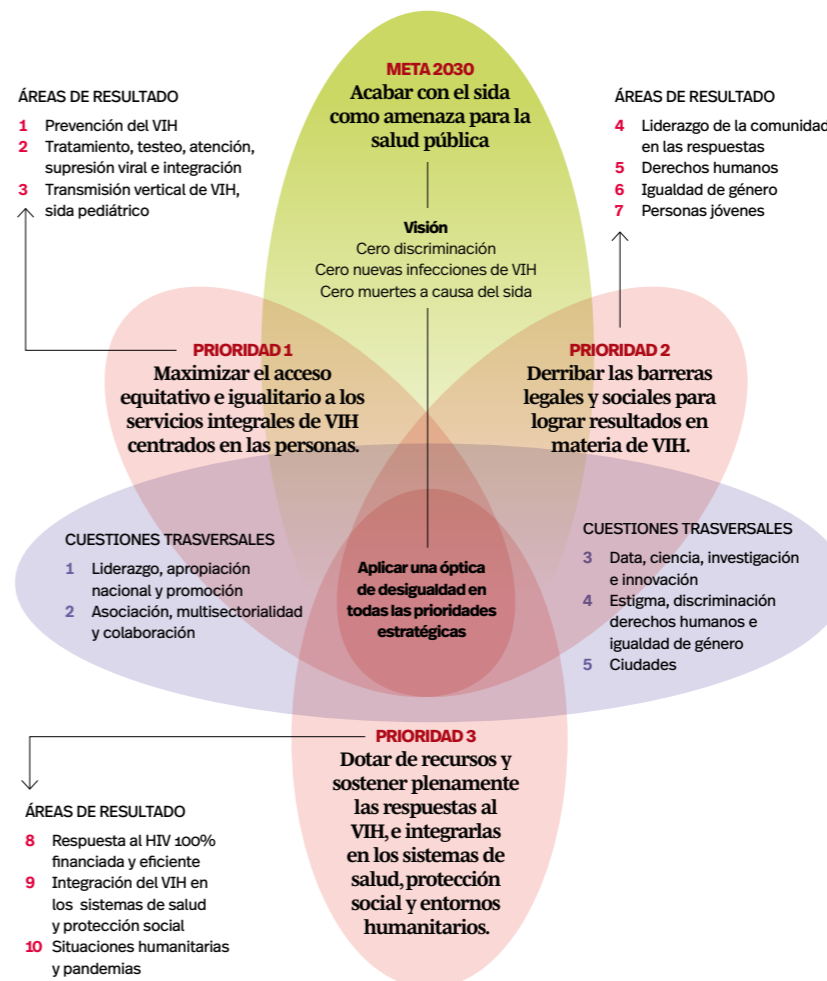 META 2030
Acabar con el sida
como amenaza para la
salud pública
ÁREAS DE RESULTADO
1 Prevención del VIH
2 Tratamiento, testeo, atención,
supresión viral e integración
3 Transmisión vertical de VIH,
sida pediátrico
ÁREAS DE RESULTADO
4 Liderazgo de la comunidad
en las respuestas
5 Derechos humanos
6 Igualdad de género
7 Personas jóvenes
Visión
Cero discriminación
Cero nuevas infecciones de VIH
Cero muertes a causa del sida
PRIORIDAD 1
Maximizar el acceso
equitativo e igualitario a los
servicios integrales de VIH
centrados en las personas.
PRIORIDAD 2
Derribar las barreras
legales y sociales para
lograr resultados en
materia de VIH.
CUESTIONES TRASVERSALES
1 Liderazgo, apropiación
nacional y promoción
2 Asociación, multisectorialidad
y colaboración
Aplicar una óptica
de desigualdad en
todas las prioridades
estratégicas
CUESTIONES TRASVERSALES
3 Data, ciencia, investigación
e innovación
4 Estigma, discriminación
derechos humanos e
igualdad de género
5 Ciudades
PRIORIDAD 3
Dotar de recursos y
sostener plenamente
las respuestas al
VIH, e integrarlas
en los sistemas de
salud, protección
social y entornos
humanitarios.
ÁREAS DE RESULTADO
8 Respuesta al HIV 100%
financiada y eficiente
9 Integración del VIH en
los sistemas de salud
y protección social
10 Situaciones humanitarias
y pandemias